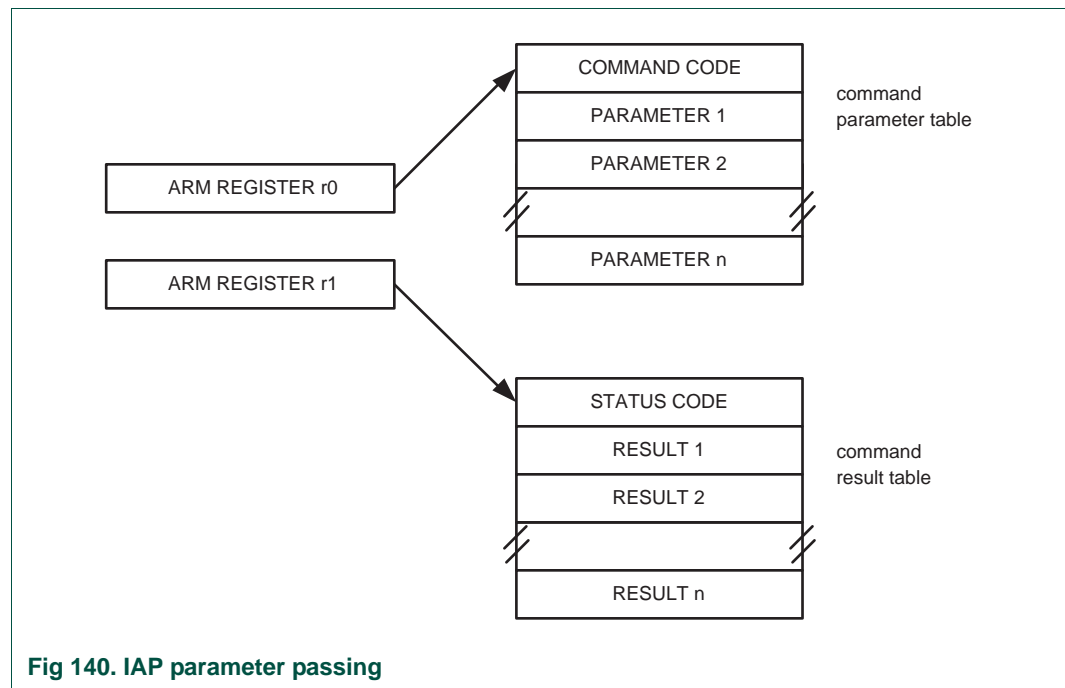 COMMAND CODE
PARAMETER 1
PARAMETER 2
PARAMETER n
command
parameter table
ARM REGISTER r0
ARM REGISTER r1
STATUS CODE
RESULT 1
RESULT 2
RESULT n
command
result table
Fig 140. IAP parameter passing